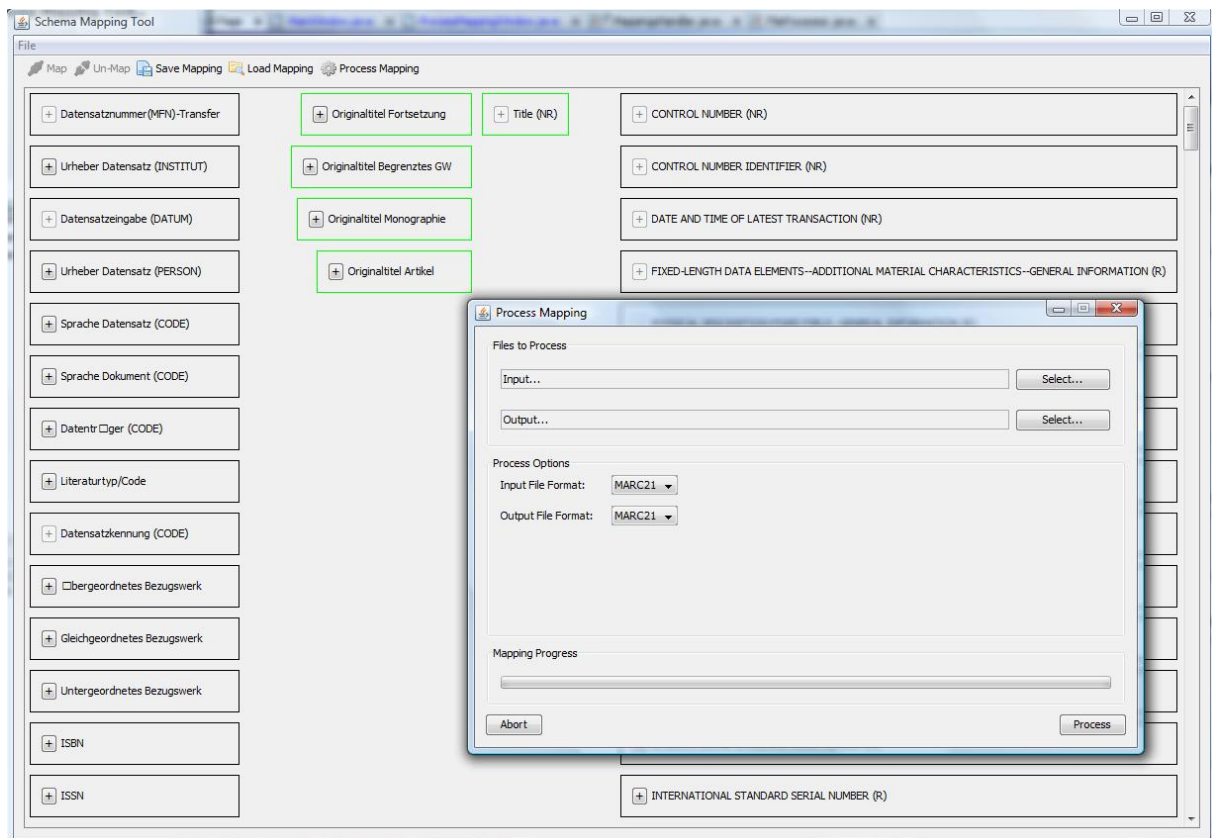 Schema Mapping Tool
File
Map Un-Map Save Mapping Load Mapping Process Mapping
+ Datensatznummer(MFN)-Transfer
+ Originaltitel Fortsetzung
+ Title (NR)
+ CONTROL NUMBER (NR)
+ Urheber Datensatz (INSTITUT)
+ Originaltitel Begrenztes GW
+ CONTROL NUMBER IDENTIFIER (NR)
+ Datensatzeingabe (DATUM)
+ Originaltitel Monographie
+ DATE AND TIME OF LATEST TRANSACTION (NR)
+ Urheber Datensatz (PERSON)
+ Originaltitel Artikel
+ FIXED-LENGTH DATA ELEMENTS--ADDITIONAL MATERIAL CHARACTERISTICS--GENERAL INFORMATION (R)
+ Sprache Datensatz (CODE)
+ Sprache Dokument (CODE)
+ Datentr□ger (CODE)
+ Literaturtyp/Code
+ Datensatzkennung (CODE)
+ □bergeordnetes Bezugswerk
+ Gleichgeordnetes Bezugswerk
+ Untergeordnetes Bezugswerk
+ ISBN
+ ISSN
+ INTERNATIONAL STANDARD SERIAL NUMBER (R)
Process Mapping
Files to Process
Input... Select...
Output... Select...
Process Options
Input File Format: MARC21
Output File Format: MARC21
Mapping Progress
Abort Process